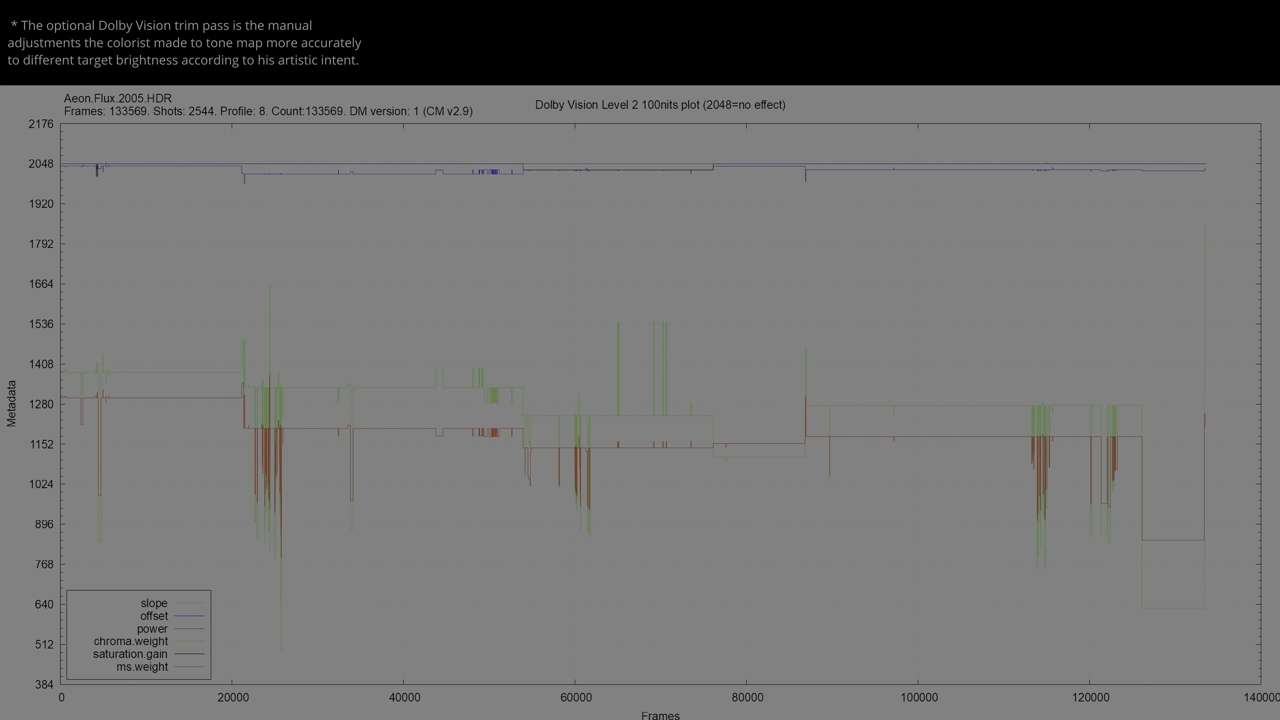 * The optional Dolby Vision trim pass is the manual
adjustments the colorist made to tone map more accurately
to different target brightness according to his artistic intent.
Aeon.Flux.2005.HDR
Frames: 133569. Shots: 2544. Profile: 8. Count:133569. DM version: 1 (CM v2.9)
Dolby Vision Level 2 100nits plot (2048=no effect)
2176
2048
1920
1792
1664
1536
1408
1280
1152
1024
896
768
640
512
384
Metadata
slope
offset
power
chroma.weight
saturation.gain
ms.weight
0
20000
40000
60000
80000
100000
120000
140000
Frames